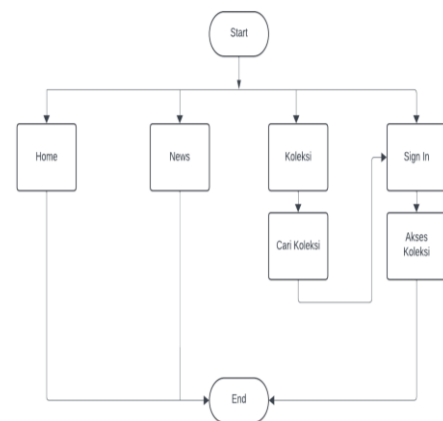 Start
Home
News
Koleksi
Sign In
Cari Koleksi
Akses
Koleksi
End